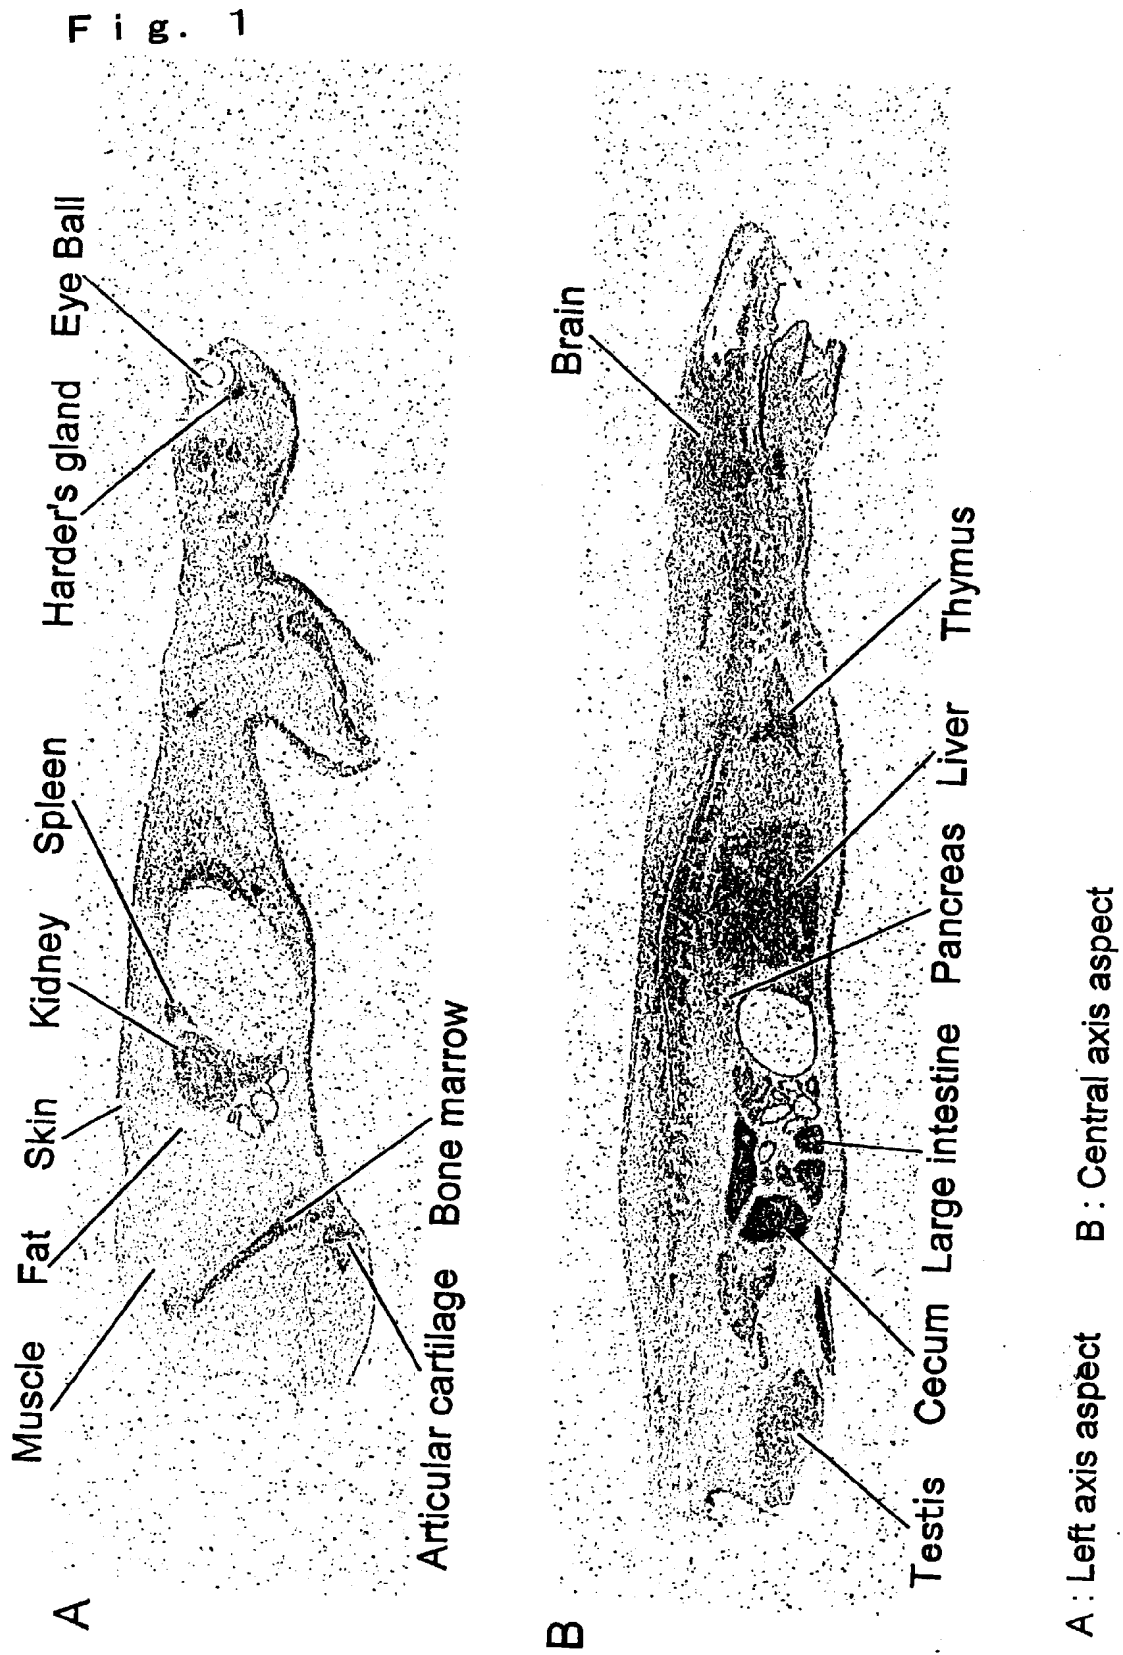 Fig. 1
A
Muscle Fat Skin Kidney Spleen Harder's gland Eye Ball
Articular cartilage Bone marrow
B
Brain
Testis Cecum Large intestine Pancreas Liver Thymus
A : Left axis aspect B : Central axis aspect